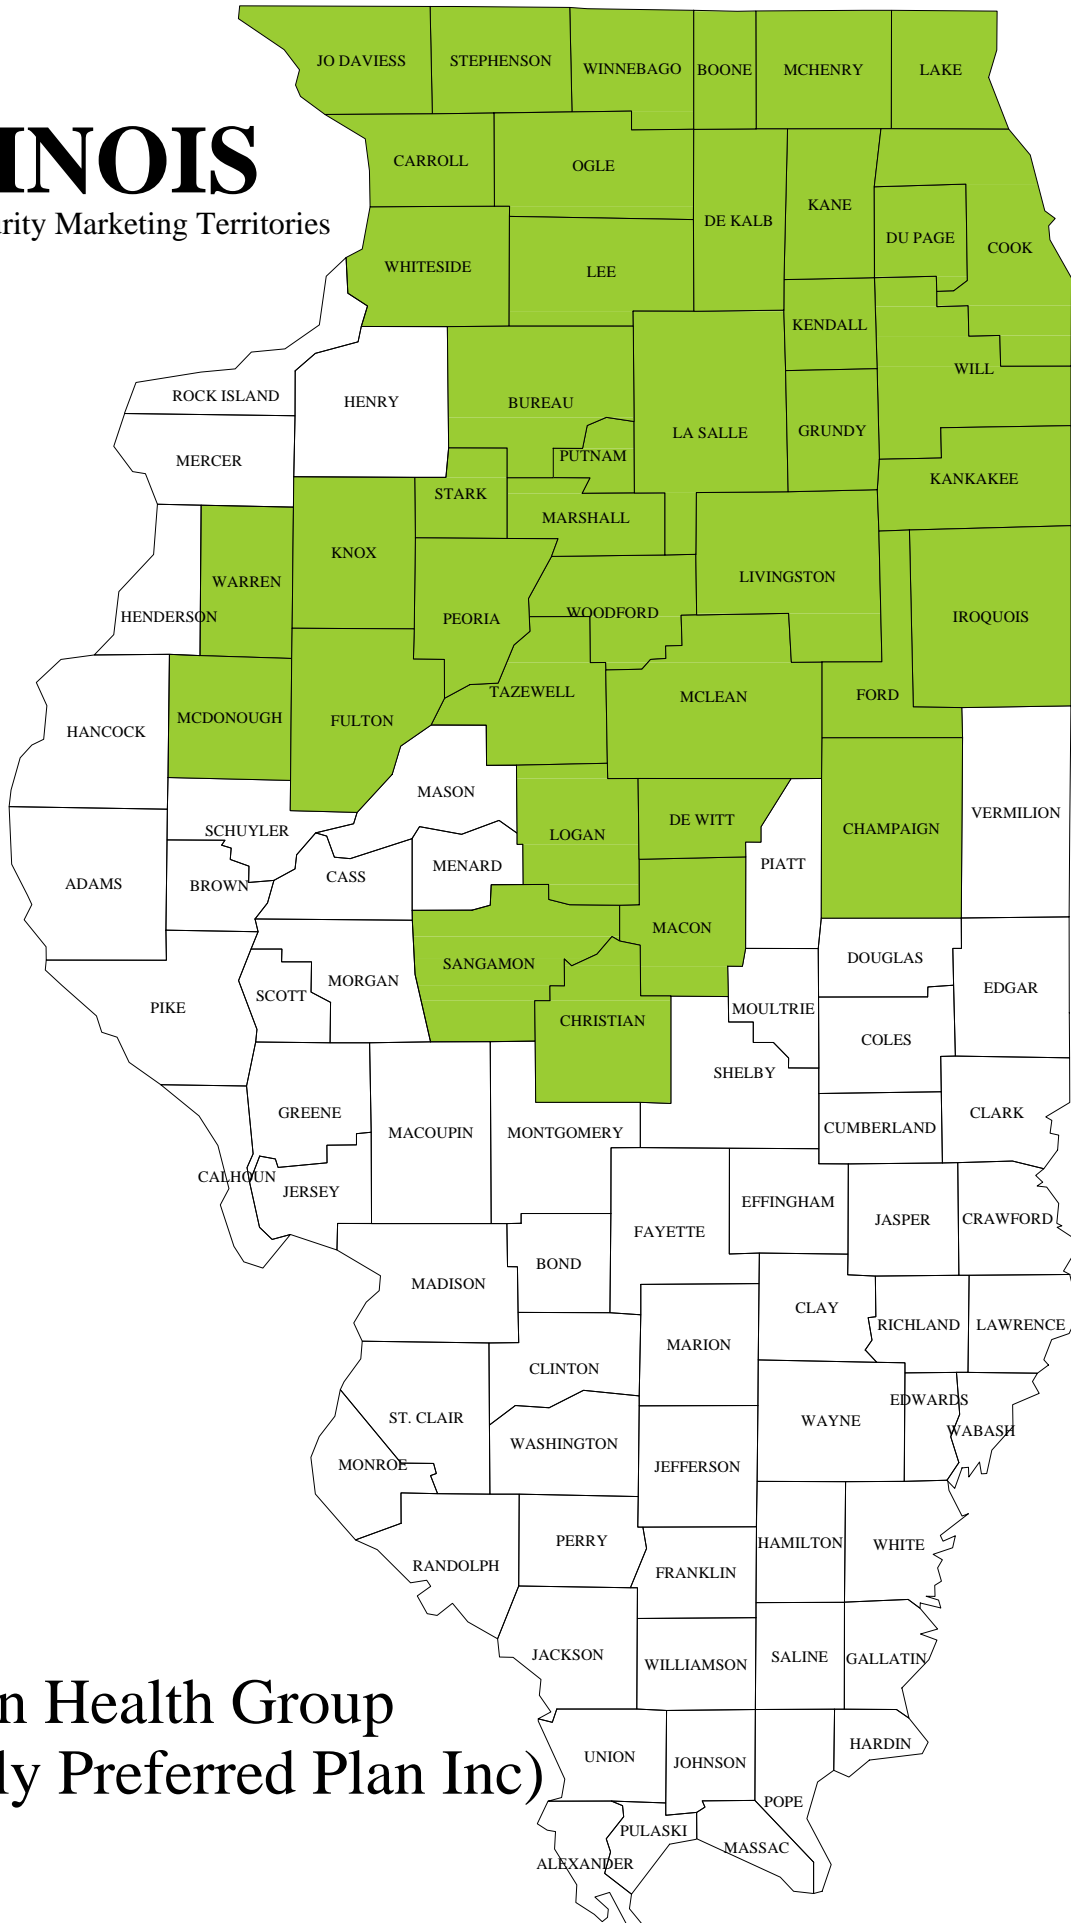 JO DAVIESS
STEPHENSON
WINNEBAGO
BOONE
MCHENRY
LAKE
INOIS
urity Marketing Territories
CARROLL
OGLE
DE KALB
KANE
DU PAGE
COOK
WHITESIDE
LEE
KENDALL
WILL
ROCK ISLAND
HENRY
BUREAU
LA SALLE
GRUNDY
MERCER
PUTNAM
KANKAKEE
STARK
MARSHALL
KNOX
WARREN
LIVINGSTON
HENDERSON
PEORIA
WOODFORD
IROQUOIS
TAZEWELL
MCLEAN
FORD
HANCOCK
MCDONOUGH
FULTON
MASON
VERMILION
SCHUYLER
LOGAN
DE WITT
CHAMPAIGN
ADAMS
BROWN
CASS
MENARD
PIATT
MACON
SANGAMON
DOUGLAS
PIKE
SCOTT
MORGAN
CHRISTIAN
MOULTRIE
EDGAR
COLES
SHELBY
GREENE
MACOUPIN
MONTGOMERY
CUMBERLAND
CLARK
CALHOUN
JERSEY
FAYETTE
EFFINGHAM
JASPER
CRAWFORD
MADISON
BOND
CLAY
RICHLAND
LAWRENCE
MARION
CLINTON
ST. CLAIR
WAYNE
EDWARDS
WABASH
WASHINGTON
MONROE
JEFFERSON
PERRY
HAMILTON
WHITE
RANDOLPH
FRANKLIN
JACKSON
WILLIAMSON
SALINE
GALLATIN
n Health Group
ly Preferred Plan Inc)
UNION
JOHNSON
HARDIN
POPE
PULASKI
MASSAC
ALEXANDER